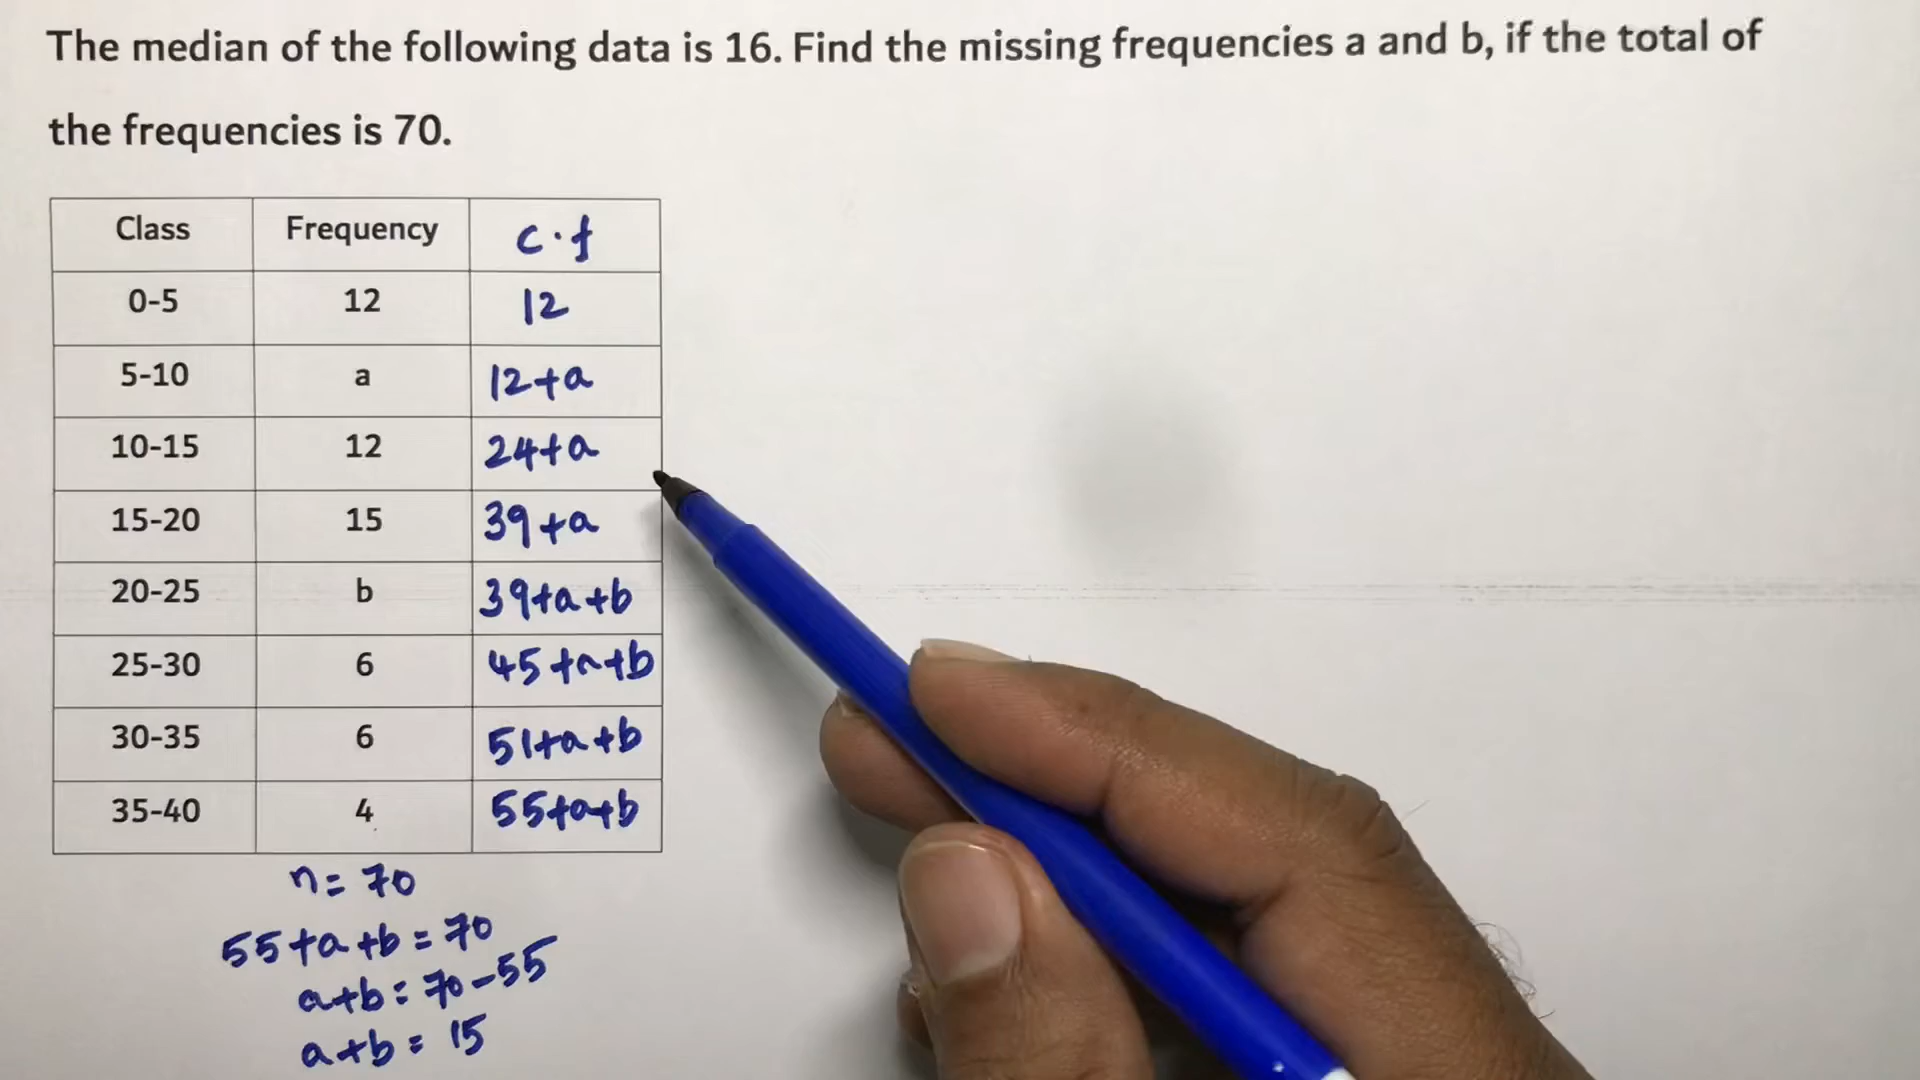 The median of the following data is 16. Find the missing frequencies a and b, if the total of
the frequencies is 70.
Class Frequency c.f
0-5 12 12
5-10 a 12+a
10-15 12 24+a
15-20 15 39+a
20-25 b 39+a+b
25-30 6 45+a+b
30-35 6 51+a+b
35-40 4 55+a+b
n = 70
55+a+b = 70
a+b = 70-55
a+b = 15